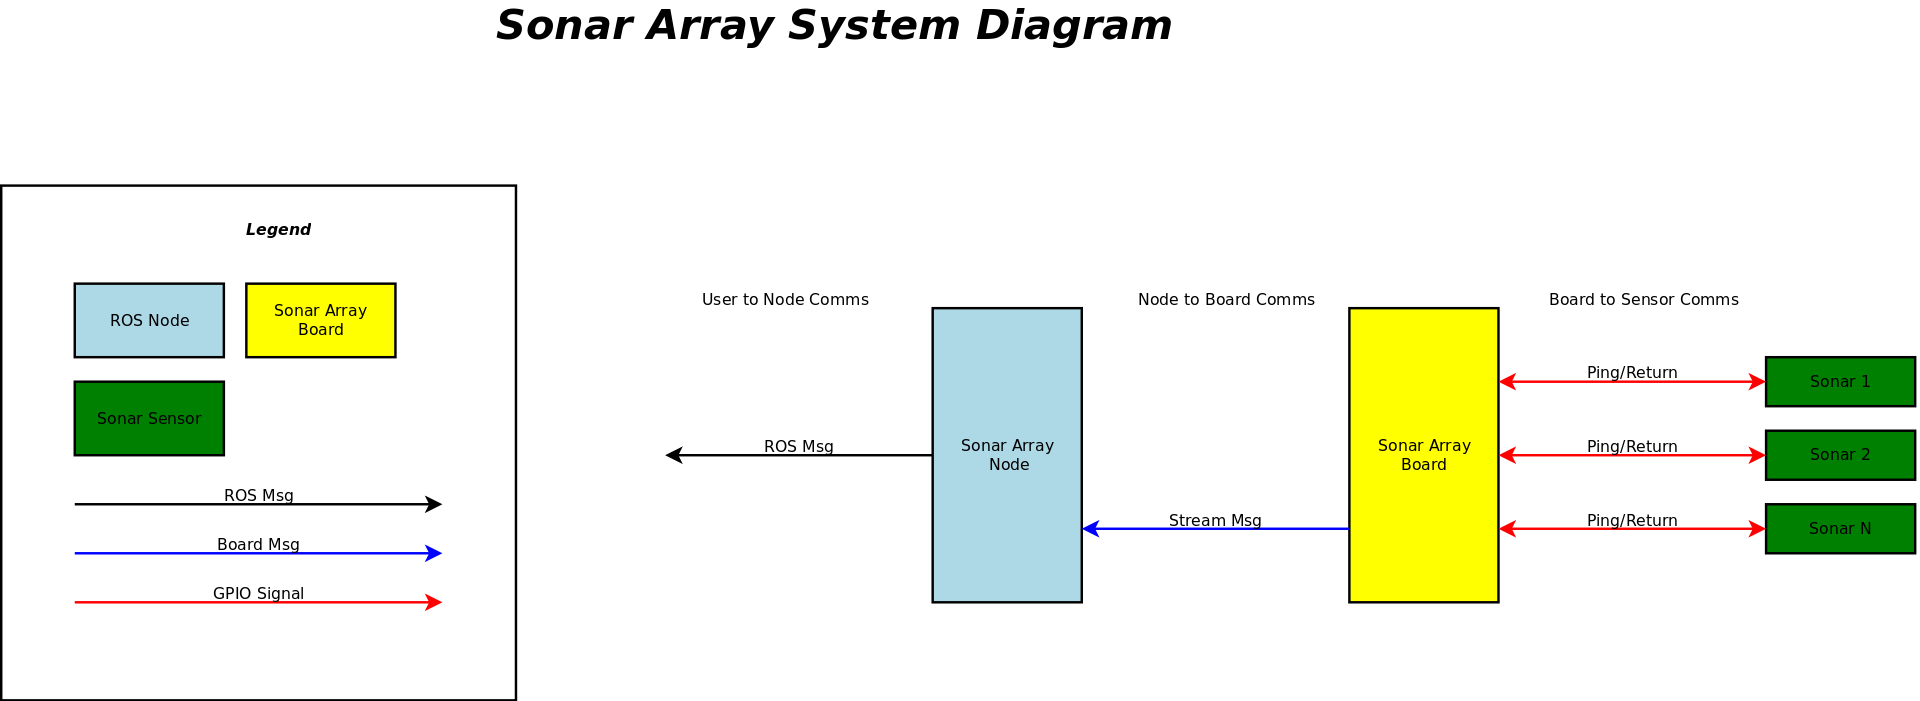 Sonar Array System Diagram
Legend
ROS Node
Sonar Array
Board
Sonar Sensor
ROS Msg
Board Msg
GPIO Signal
User to Node Comms
Node to Board Comms
Board to Sensor Comms
ROS Msg
Sonar Array
Node
Stream Msg
Sonar Array
Board
Ping/Return
Sonar 1
Ping/Return
Sonar 2
Ping/Return
Sonar N